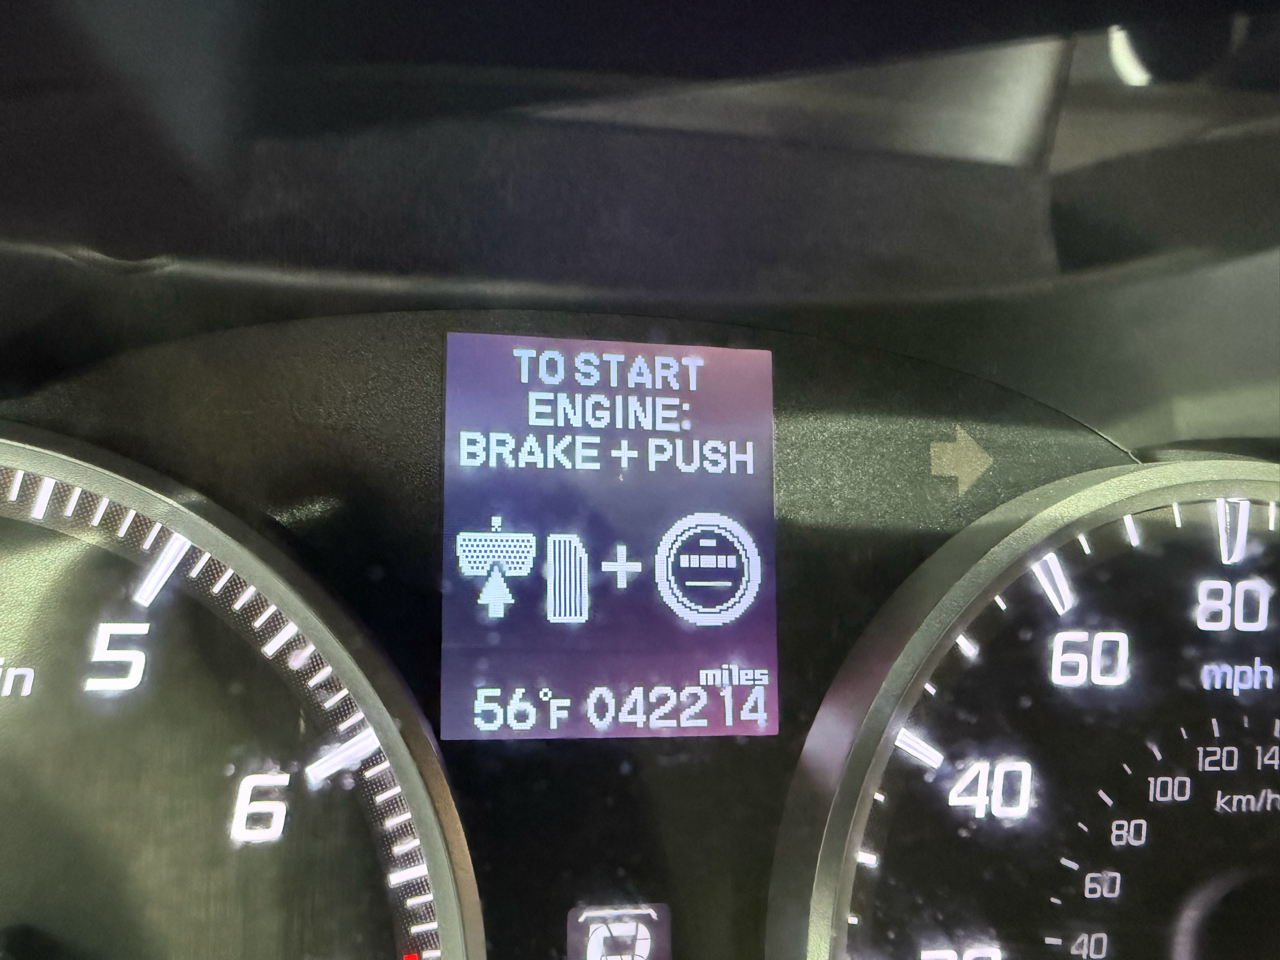 TO START
ENGINE:
BRAKE + PUSH
miles
56°F 042214
in
5
6
80
60
mph
40
120
100
km/h
80
60
40